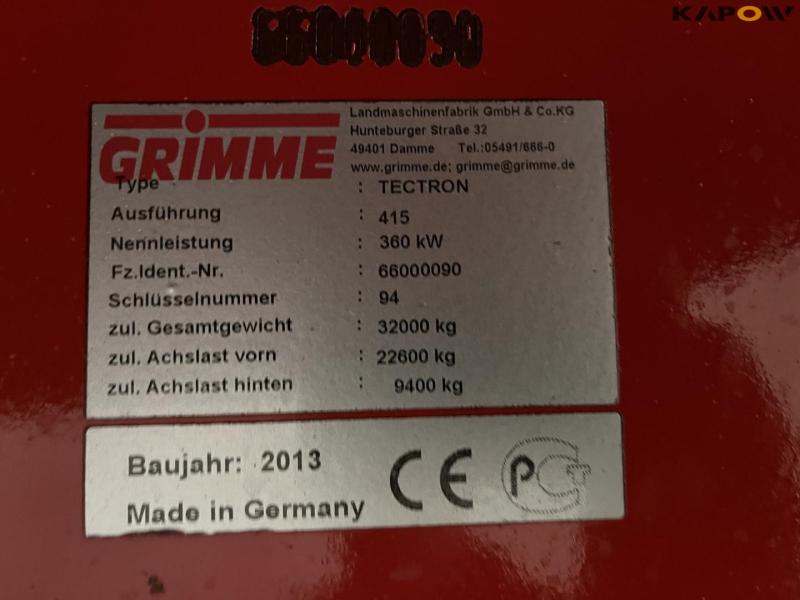 KAPOW
66000090
GRIMME
Landmaschinenfabrik GmbH & Co.KG
Hunteburger Straße 32
49401 Damme Tel.:05491/666-0
www.grimme.de; grimme@grimme.de
Type : TECTRON
Ausführung : 415
Nennleistung : 360 kW
Fz.Ident.-Nr. : 66000090
Schlüsselnummer : 94
zul. Gesamtgewicht : 32000 kg
zul. Achslast vorn : 22600 kg
zul. Achslast hinten : 9400 kg
Baujahr: 2013
Made in Germany
CE
PCT